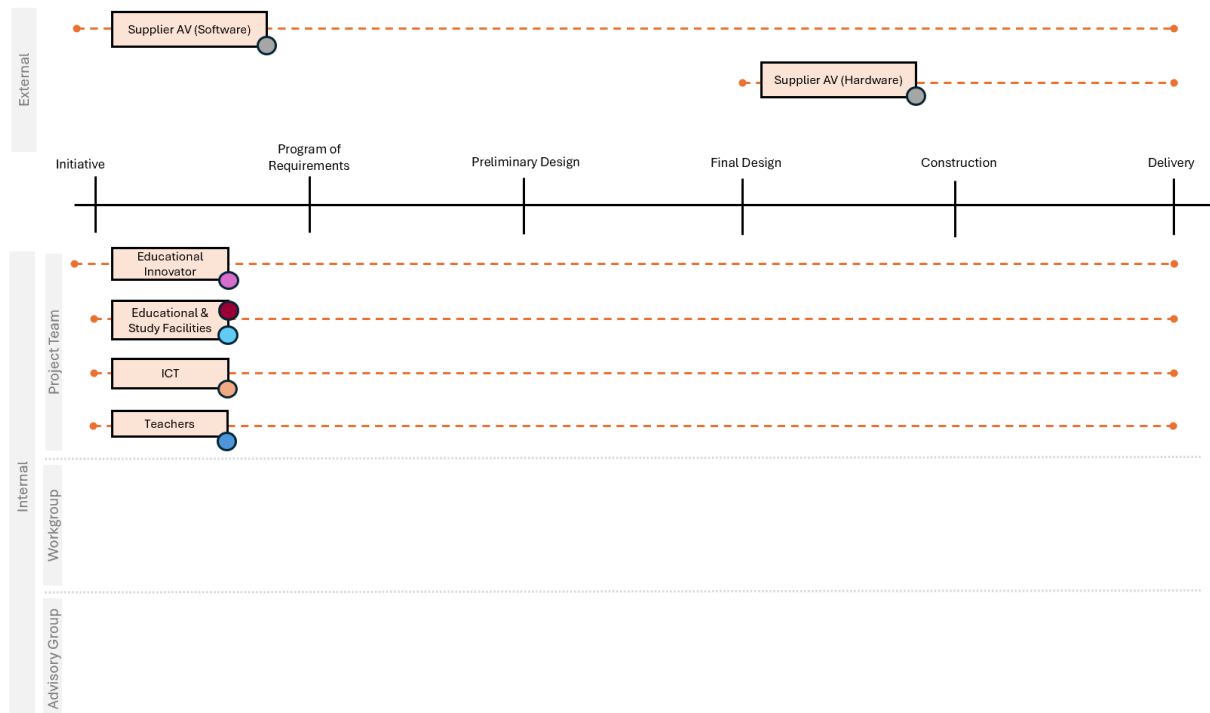 External
Supplier AV (Software)
Supplier AV (Hardware)
Initiative
Program of
Requirements
Preliminary Design
Final Design
Construction
Delivery
Internal
Project Team
Educational
Innovator
Educational &
Study Facilities
ICT
Teachers
Workgroup
Advisory Group